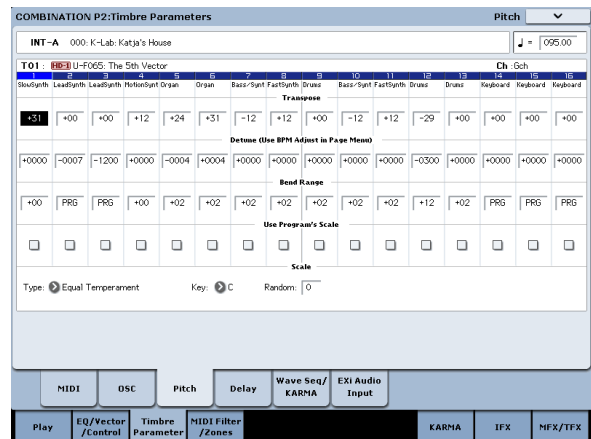 COMBINATION P2:Timbre Parameters Pitch
INT-A 000: K-Lab: Katja's House ♩ = 095.00
T01 : HD-1 U-F065: The 5th Vector Ch :Gch
1 2 3 4 5 6 7 8 9 10 11 12 13 14 15 16
SlowSynth LeadSynth LeadSynth MotionSynt Organ Organ Bass/Synt FastSynth Drums Bass/Synt FastSynth Drums Drums Keyboard Keyboard Keyboard
Transpose
+31 +00 +00 +12 +24 +31 -12 +12 +00 -12 +12 -29 +00 +00 +00 +00
Detune (Use BPM Adjust in Page Menu)
+0000 -0007 -1200 +0000 -0004 +0004 +0000 +0000 +0000 +0000 +0000 -0300 +0000 +0000 +0000 +0000
Bend Range
+00 PRG PRG +00 +02 +02 +02 +02 +02 +02 +02 +12 +02 PRG PRG PRG
Use Program's Scale
Scale
Type: Equal Temperament Key: C Random: 0
MIDI OSC Pitch Delay Wave Seq/ KARMA EXi Audio Input
Play EQ/Vector /Control Timbre Parameter MIDI Filter /Zones KARMA IFX MFX/TFX